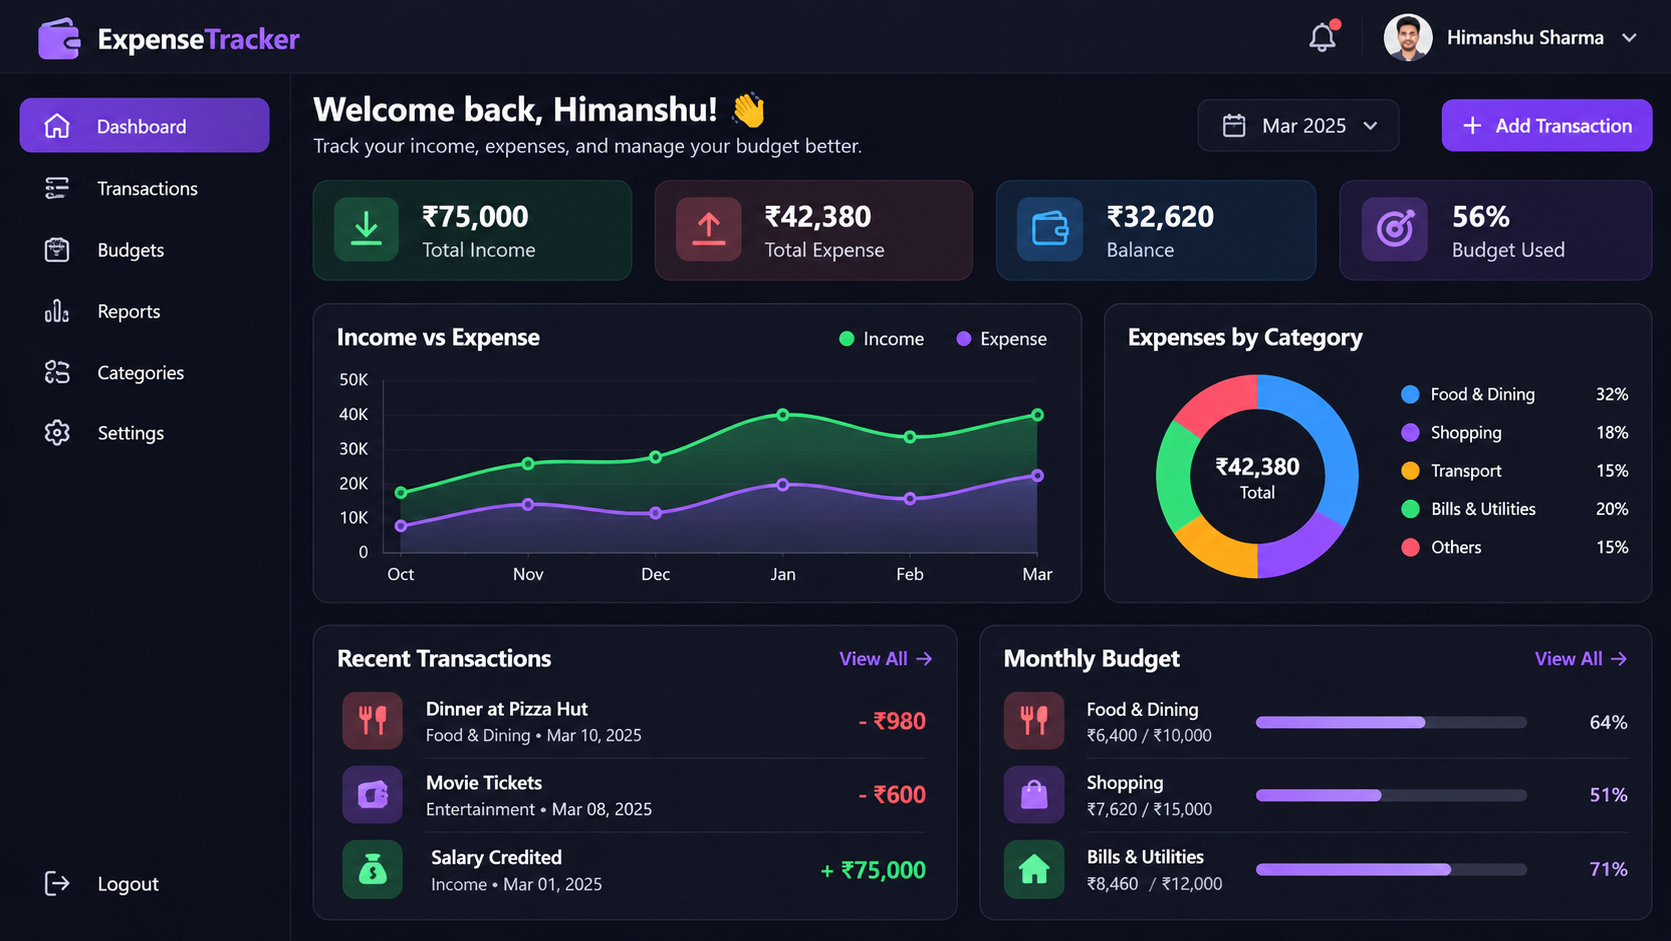 ExpenseTracker
Himanshu Sharma
Dashboard
Transactions
Budgets
Reports
Categories
Settings
Logout
Welcome back, Himanshu! 👋
Track your income, expenses, and manage your budget better.
Mar 2025
+ Add Transaction
₹75,000
Total Income
₹42,380
Total Expense
₹32,620
Balance
56%
Budget Used
Income vs Expense
Income
Expense
50K
40K
30K
20K
10K
0
Oct Nov Dec Jan Feb Mar
Expenses by Category
₹42,380
Total
Food & Dining 32%
Shopping 18%
Transport 15%
Bills & Utilities 20%
Others 15%
Recent Transactions
View All →
Dinner at Pizza Hut
Food & Dining • Mar 10, 2025
- ₹980
Movie Tickets
Entertainment • Mar 08, 2025
- ₹600
Salary Credited
Income • Mar 01, 2025
+ ₹75,000
Monthly Budget
View All →
Food & Dining
₹6,400 / ₹10,000
64%
Shopping
₹7,620 / ₹15,000
51%
Bills & Utilities
₹8,460 / ₹12,000
71%